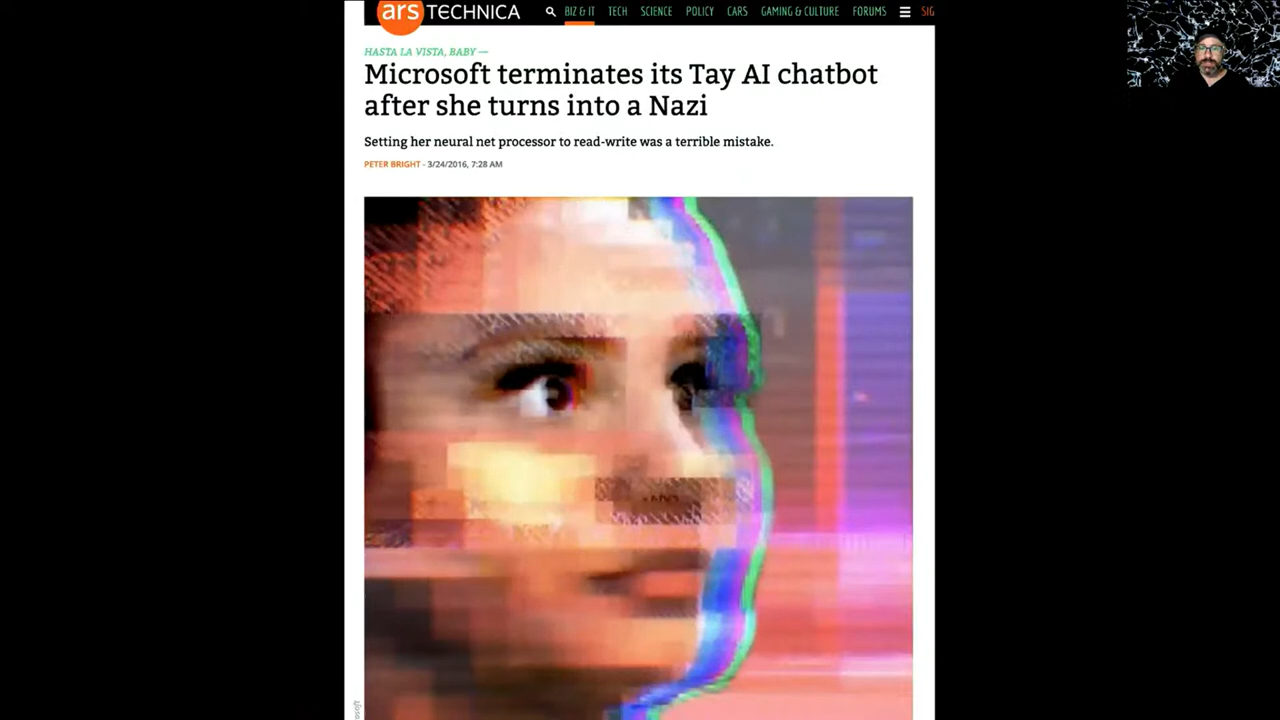 ars TECHNICA BIZ & IT TECH SCIENCE POLICY CARS GAMING & CULTURE FORUMS SIG
HASTA LA VISTA, BABY —
Microsoft terminates its Tay AI chatbot
after she turns into a Nazi
Setting her neural net processor to read-write was a terrible mistake.
PETER BRIGHT - 3/24/2016, 7:28 AM